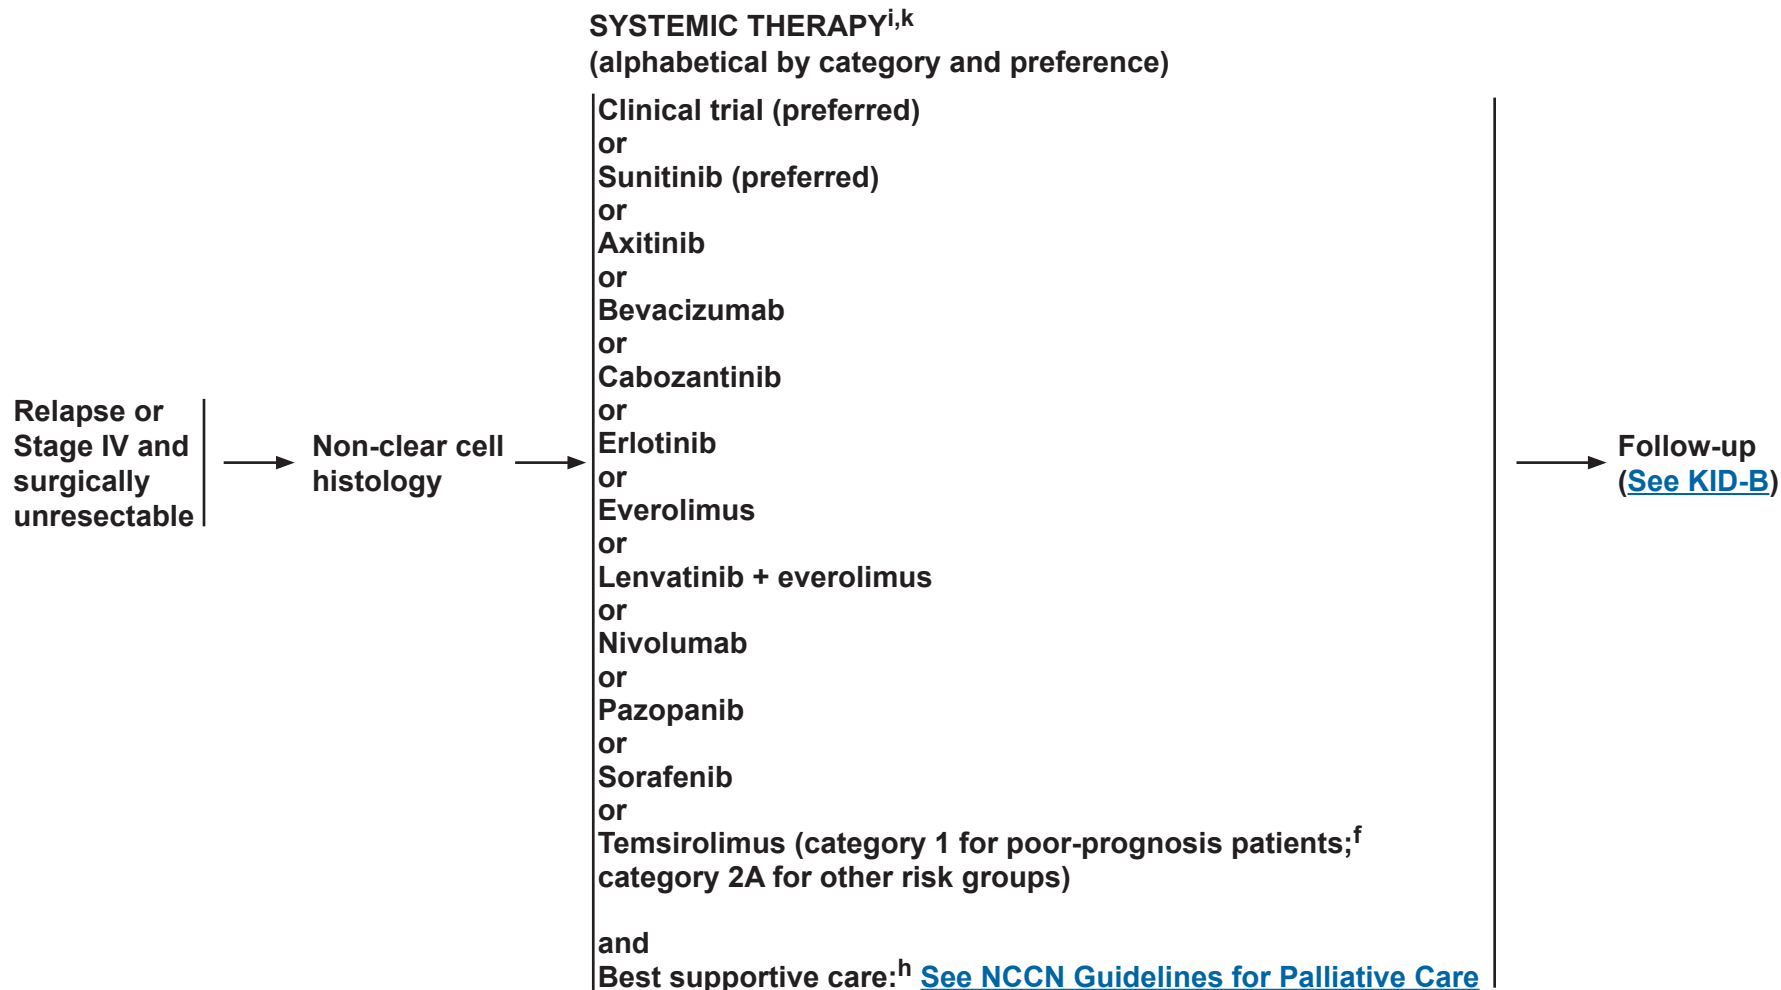 SYSTEMIC THERAPYi,k
(alphabetical by category and preference)
Relapse or
Stage IV and
surgically
unresectable
Non-clear cell
histology
Clinical trial (preferred)
or
Sunitinib (preferred)
or
Axitinib
or
Bevacizumab
or
Cabozantinib
or
Erlotinib
or
Everolimus
or
Lenvatinib + everolimus
or
Nivolumab
or
Pazopanib
or
Sorafenib
or
Temsirolimus (category 1 for poor-prognosis patients;f
category 2A for other risk groups)
and
Best supportive care:h See NCCN Guidelines for Palliative Care
Follow-up
(See KID-B)